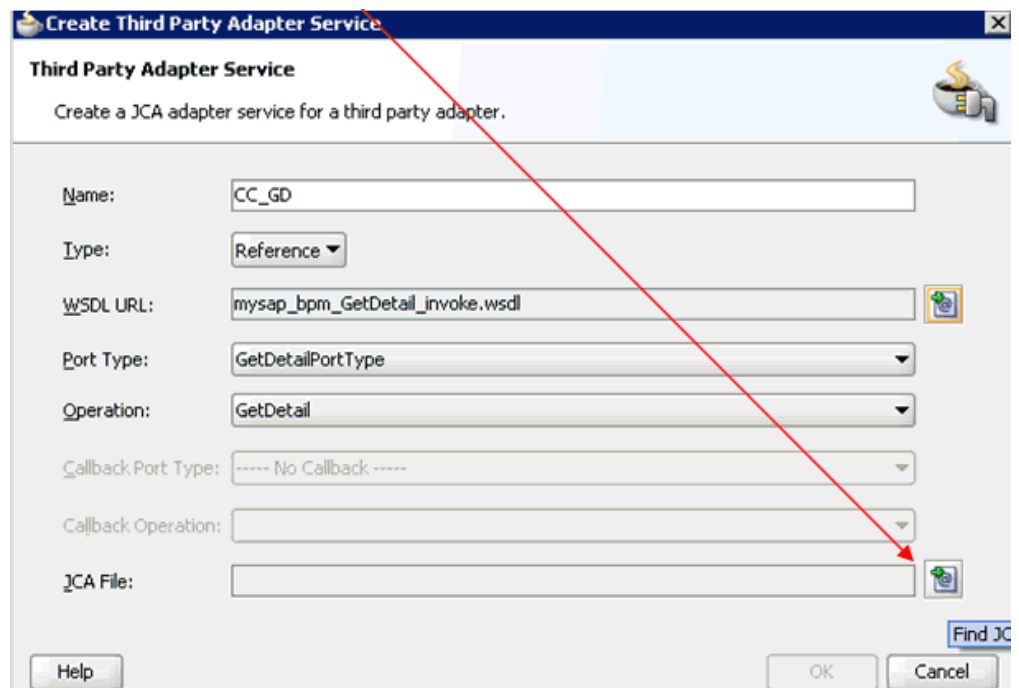 Create Third Party Adapter Service
Third Party Adapter Service
Create a JCA adapter service for a third party adapter.
Name: CC_GD
Type: Reference
WSDL URL: mysap_bpm_GetDetail_invoke.wsdl
Port Type: GetDetailPortType
Operation: GetDetail
Callback Port Type: ----- No Callback -----
Callback Operation:
JCA File:
Find JC
Help OK Cancel